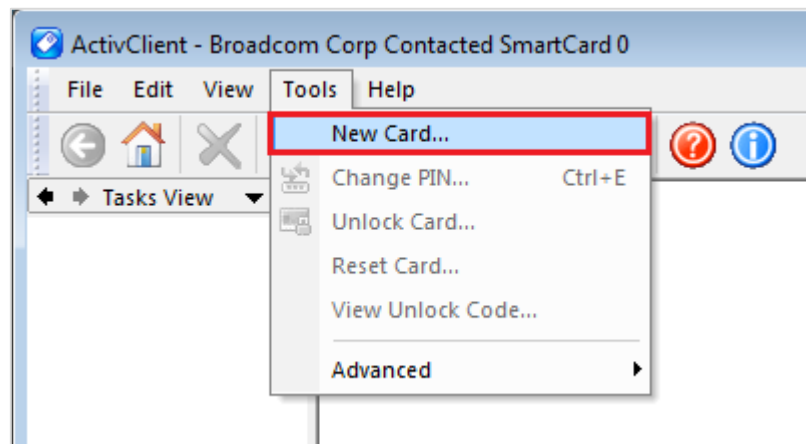 ActivClient - Broadcom Corp Contacted SmartCard 0
File Edit View Tools Help
New Card...
Change PIN... Ctrl+E
Tasks View
Unlock Card...
Reset Card...
View Unlock Code...
Advanced